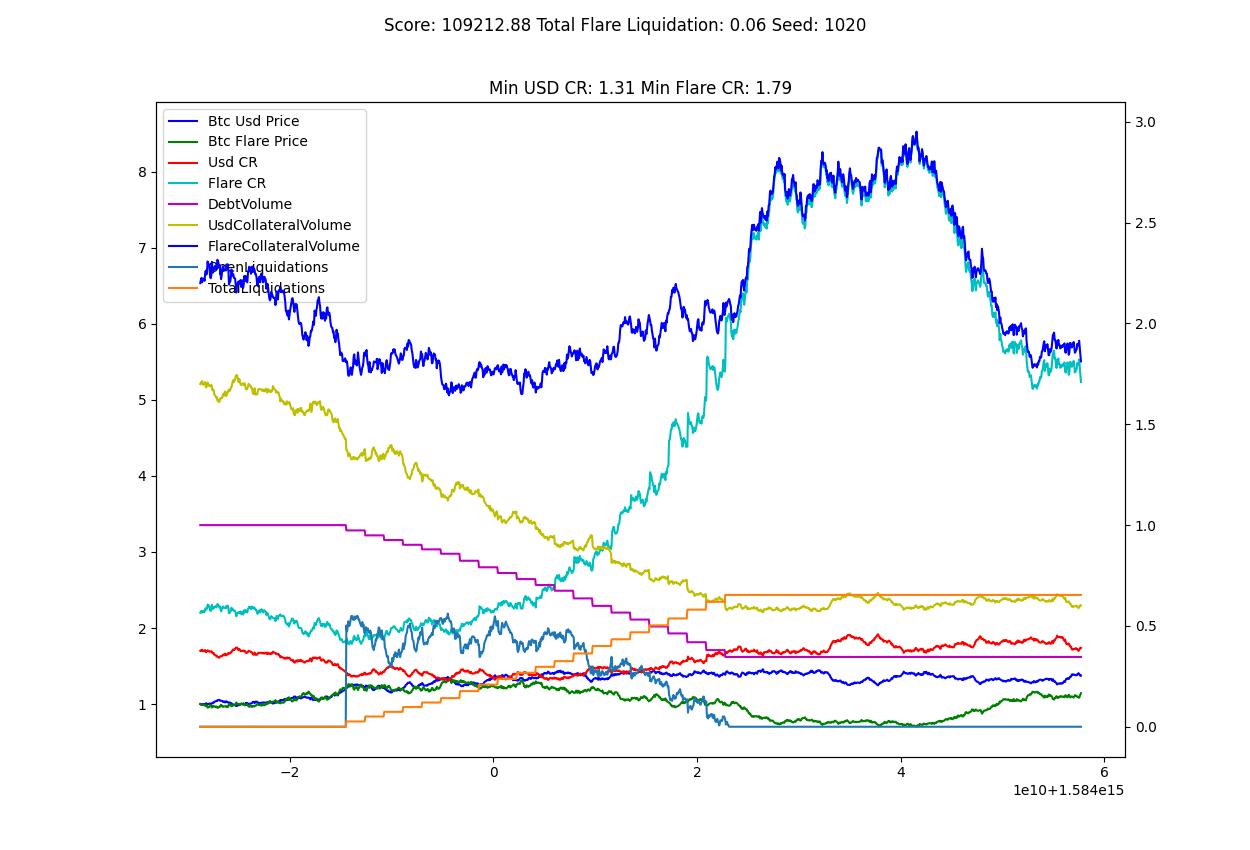 Score: 109212.88 Total Flare Liquidation: 0.06 Seed: 1020
Min USD CR: 1.31 Min Flare CR: 1.79
Btc Usd Price
Btc Flare Price
Usd CR
Flare CR
DebtVolume
UsdCollateralVolume
FlareCollateralVolume
OpenLiquidations
TotalLiquidations
8
7
6
5
4
3
2
1
3.0
2.5
2.0
1.5
1.0
0.5
0.0
−2 0 2 4 6
1e10+1.584e15